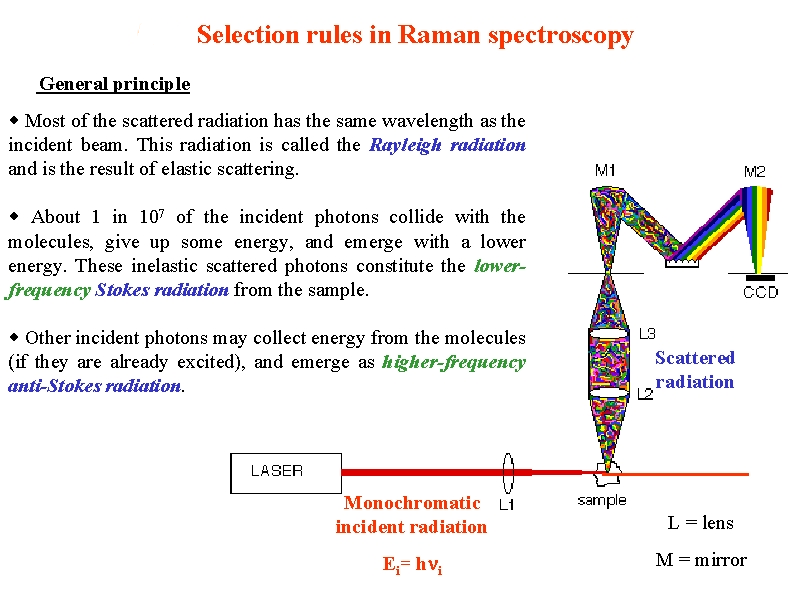 Selection rules in Raman spectroscopy
General principle
◆ Most of the scattered radiation has the same wavelength as the
incident beam. This radiation is called the Rayleigh radiation
and is the result of elastic scattering.
◆ About 1 in 10⁷ of the incident photons collide with the
molecules, give up some energy, and emerge with a lower
energy. These inelastic scattered photons constitute the lower-
frequency Stokes radiation from the sample.
◆ Other incident photons may collect energy from the molecules
(if they are already excited), and emerge as higher-frequency
anti-Stokes radiation.
M1
M2
CCD
L3
Scattered
radiation
L2
LASER
L1
sample
Monochromatic
incident radiation
Eᵢ= hνᵢ
L = lens
M = mirror